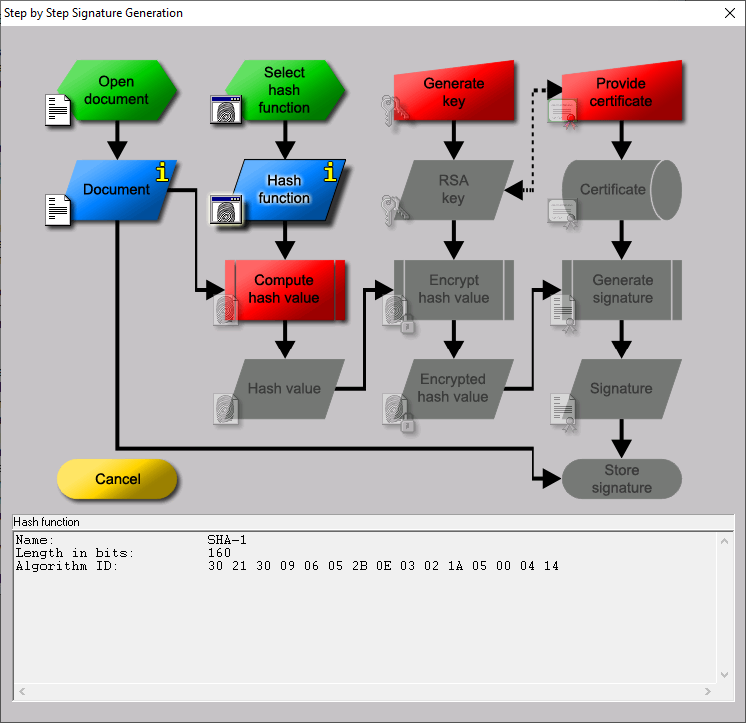 Step by Step Signature Generation
Open
document
Select
hash
function
Generate
key
Provide
certificate
Document
i
Hash
function
i
RSA
key
Certificate
Compute
hash value
Encrypt
hash value
Generate
signature
Hash value
Encrypted
hash value
Signature
Cancel
Store
signature
Hash function
Name: SHA-1
Length in bits: 160
Algorithm ID: 30 21 30 09 06 05 2B 0E 03 02 1A 05 00 04 14